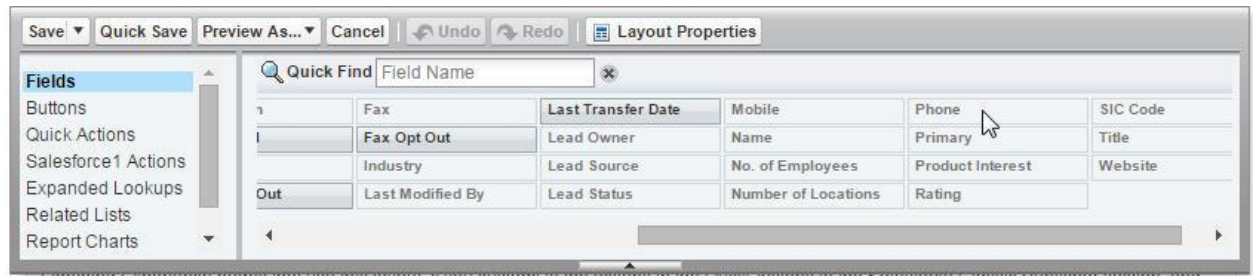 Save Quick Save Preview As... Cancel Undo Redo Layout Properties
Fields
Buttons
Quick Actions
Salesforce1 Actions
Expanded Lookups
Related Lists
Report Charts
Quick Find Field Name
Fax Last Transfer Date Mobile Phone SIC Code
Fax Opt Out Lead Owner Name Primary Title
Industry Lead Source No. of Employees Product Interest Website
Out Last Modified By Lead Status Number of Locations Rating